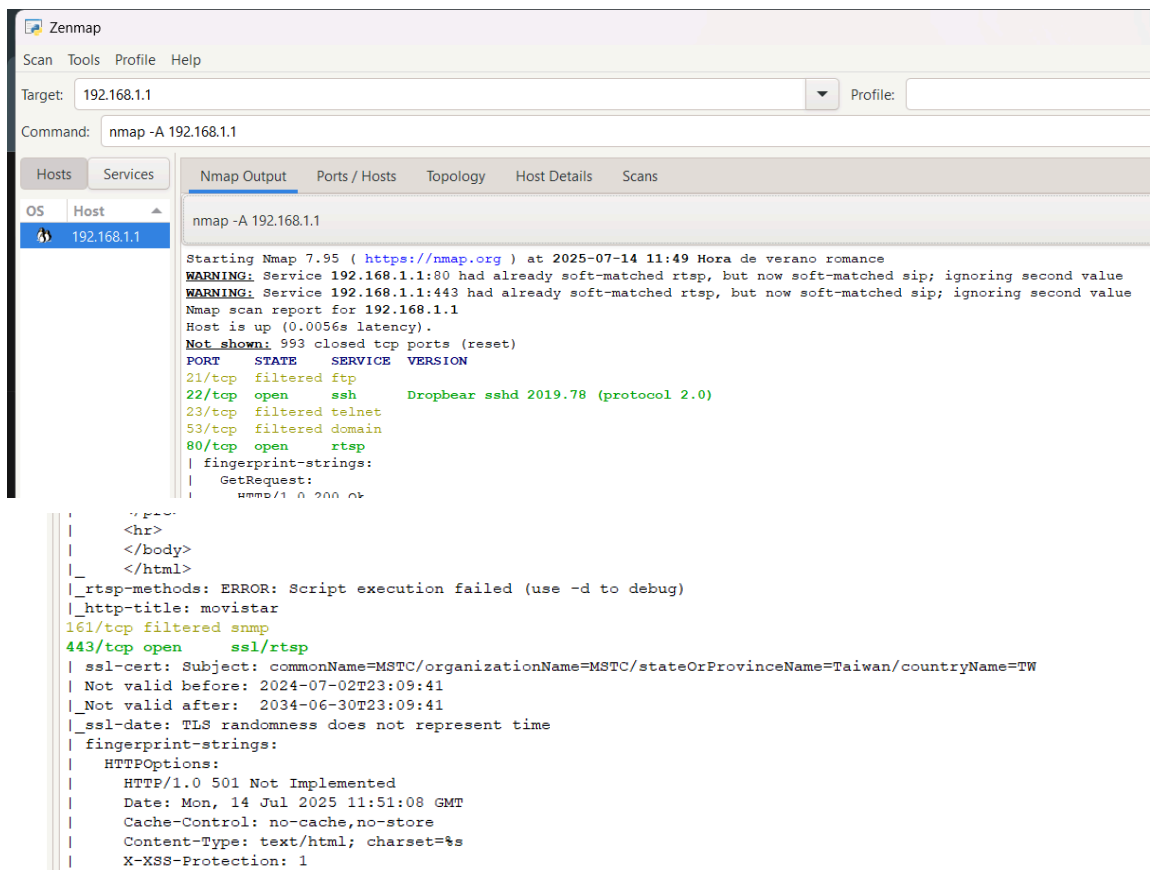 Zenmap
Scan Tools Profile Help
Target: 192.168.1.1 Profile:
Command: nmap -A 192.168.1.1
Hosts Services Nmap Output Ports / Hosts Topology Host Details Scans
OS Host
192.168.1.1
nmap -A 192.168.1.1
Starting Nmap 7.95 ( https://nmap.org ) at 2025-07-14 11:49 Hora de verano romance
WARNING: Service 192.168.1.1:80 had already soft-matched rtsp, but now soft-matched sip; ignoring second value
WARNING: Service 192.168.1.1:443 had already soft-matched rtsp, but now soft-matched sip; ignoring second value
Nmap scan report for 192.168.1.1
Host is up (0.0056s latency).
Not shown: 993 closed tcp ports (reset)
PORT STATE SERVICE VERSION
21/tcp filtered ftp
22/tcp open ssh Dropbear sshd 2019.78 (protocol 2.0)
23/tcp filtered telnet
53/tcp filtered domain
80/tcp open rtsp
| fingerprint-strings:
| GetRequest:
| HTTP/1.0 200 Ok
| </pre>
| <hr>
| </body>
|_ </html>
|_rtsp-methods: ERROR: Script execution failed (use -d to debug)
|_http-title: movistar
161/tcp filtered snmp
443/tcp open ssl/rtsp
| ssl-cert: Subject: commonName=MSTC/organizationName=MSTC/stateOrProvinceName=Taiwan/countryName=TW
| Not valid before: 2024-07-02T23:09:41
|_Not valid after: 2034-06-30T23:09:41
|_ssl-date: TLS randomness does not represent time
| fingerprint-strings:
| HTTPOptions:
| HTTP/1.0 501 Not Implemented
| Date: Mon, 14 Jul 2025 11:51:08 GMT
| Cache-Control: no-cache,no-store
| Content-Type: text/html; charset=%s
| X-XSS-Protection: 1